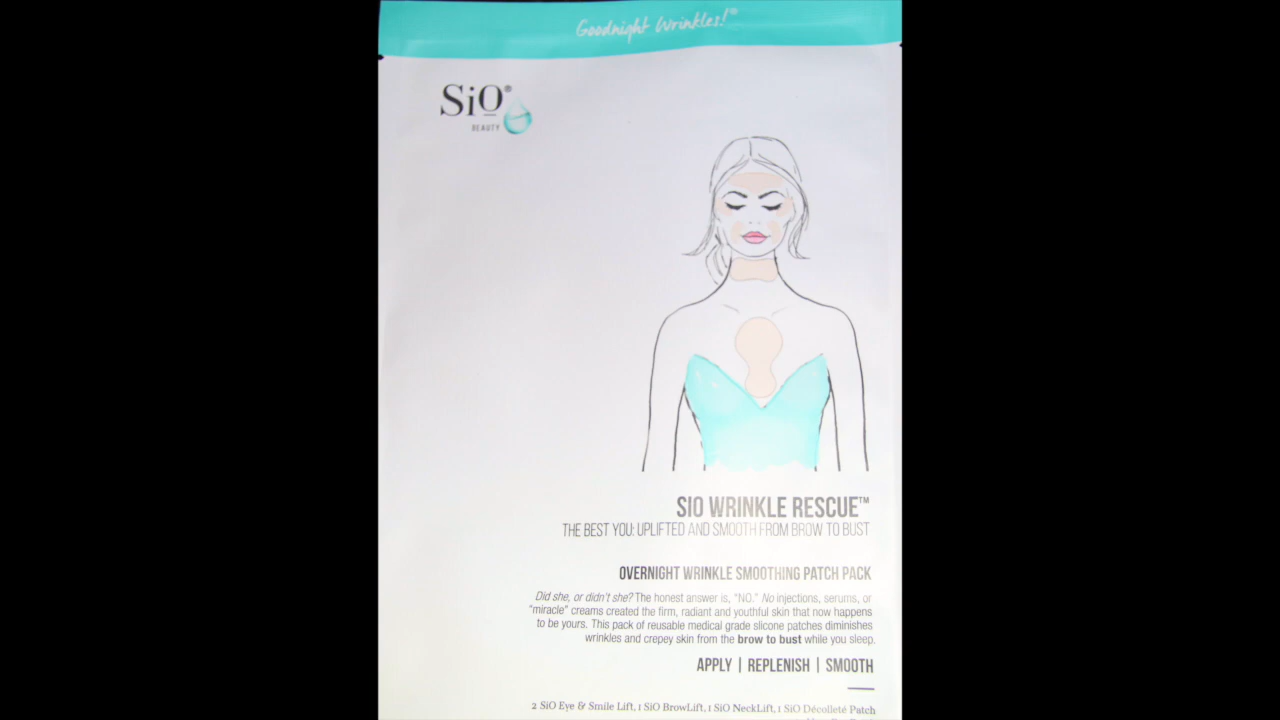 Goodnight Wrinkles!®
SiO®
BEAUTY
SIO WRINKLE RESCUE™
THE BEST YOU: UPLIFTED AND SMOOTH FROM BROW TO BUST
OVERNIGHT WRINKLE SMOOTHING PATCH PACK
Did she, or didn't she? The honest answer is, "NO." No injections, serums, or
"miracle" creams created the firm, radiant and youthful skin that now happens
to be yours. This pack of reusable medical grade slicone patches diminishes
wrinkles and crepey skin from the brow to bust while you sleep.
APPLY | REPLENISH | SMOOTH
2 SiO Eye & Smile Lift, 1 SiO BrowLift, 1 SiO NeckLift, 1 SiO Décolleté Patch